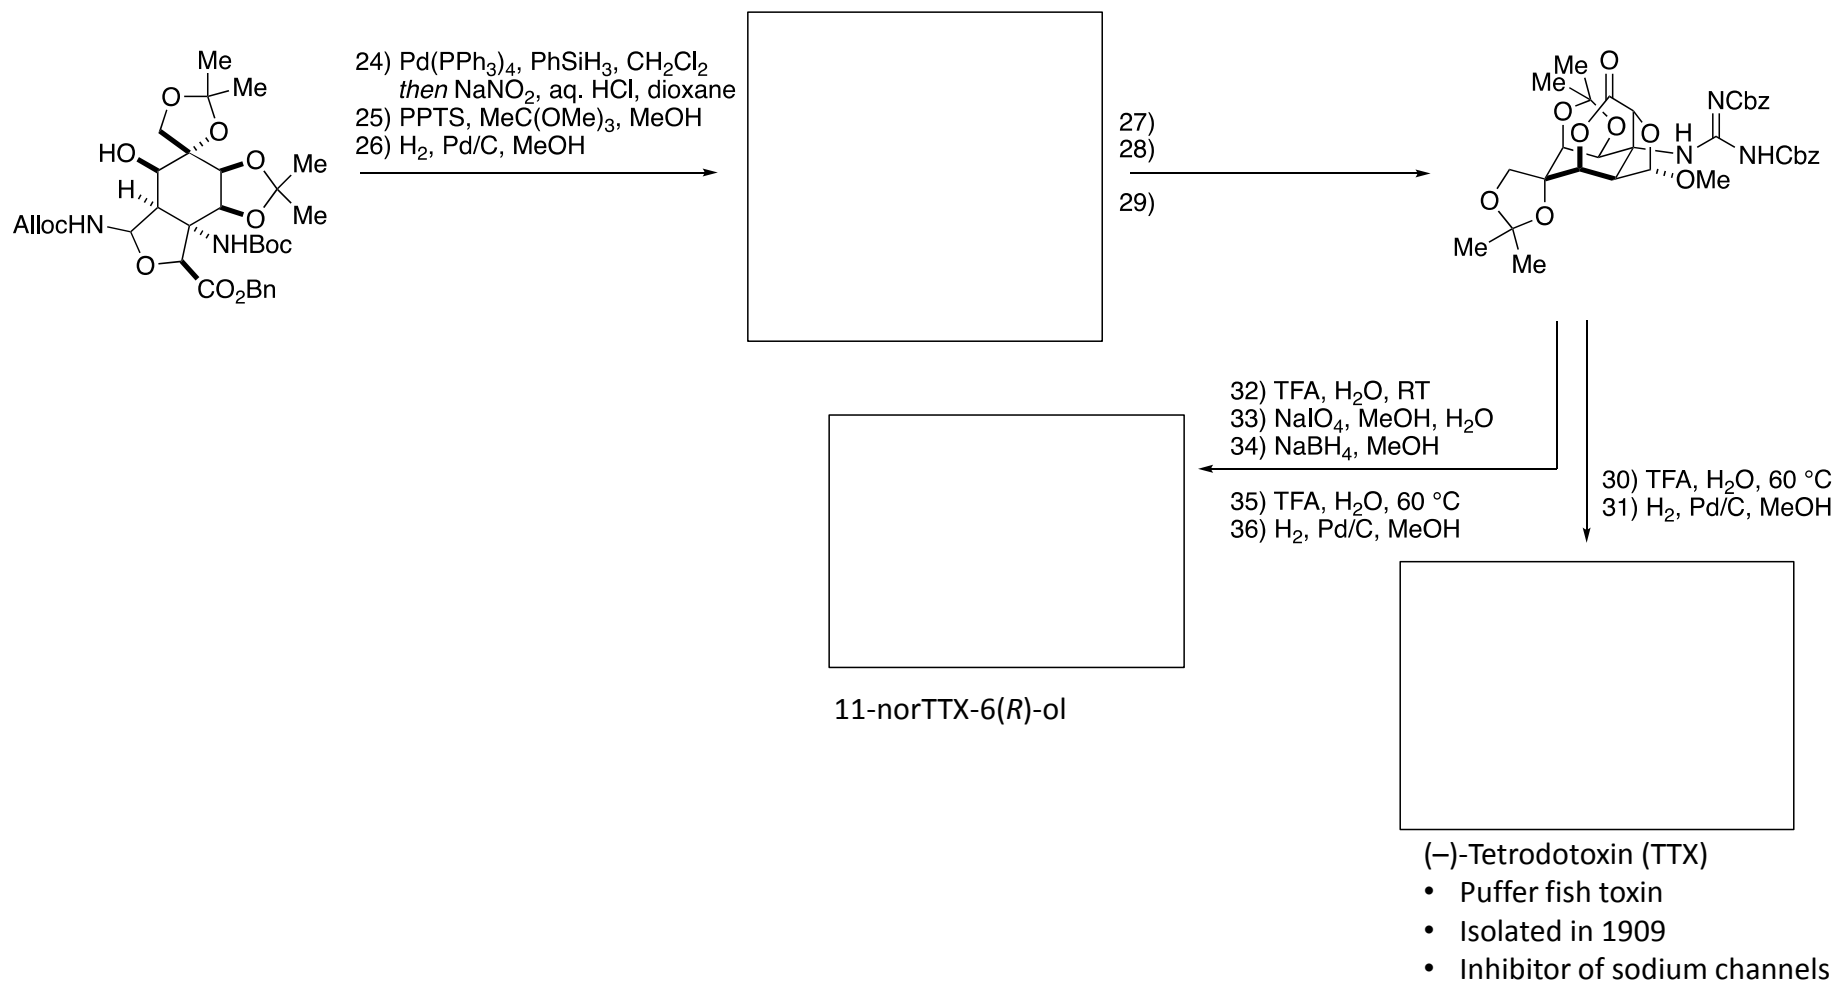 Me
Me
O
O
HO
O
Me
H
O
Me
AllocHN
NHBoc
O
CO₂Bn
24) Pd(PPh₃)₄, PhSiH₃, CH₂Cl₂
then NaNO₂, aq. HCl, dioxane
25) PPTS, MeC(OMe)₃, MeOH
26) H₂, Pd/C, MeOH
27)
28)
29)
O
Me
Me
NCbz
O
O
O
O
H
N
NHCbz
OMe
O
O
Me
Me
32) TFA, H₂O, RT
33) NaIO₄, MeOH, H₂O
34) NaBH₄, MeOH
35) TFA, H₂O, 60 °C
36) H₂, Pd/C, MeOH
30) TFA, H₂O, 60 °C
31) H₂, Pd/C, MeOH
11-norTTX-6(R)-ol
(–)-Tetrodotoxin (TTX)
• Puffer fish toxin
• Isolated in 1909
• Inhibitor of sodium channels